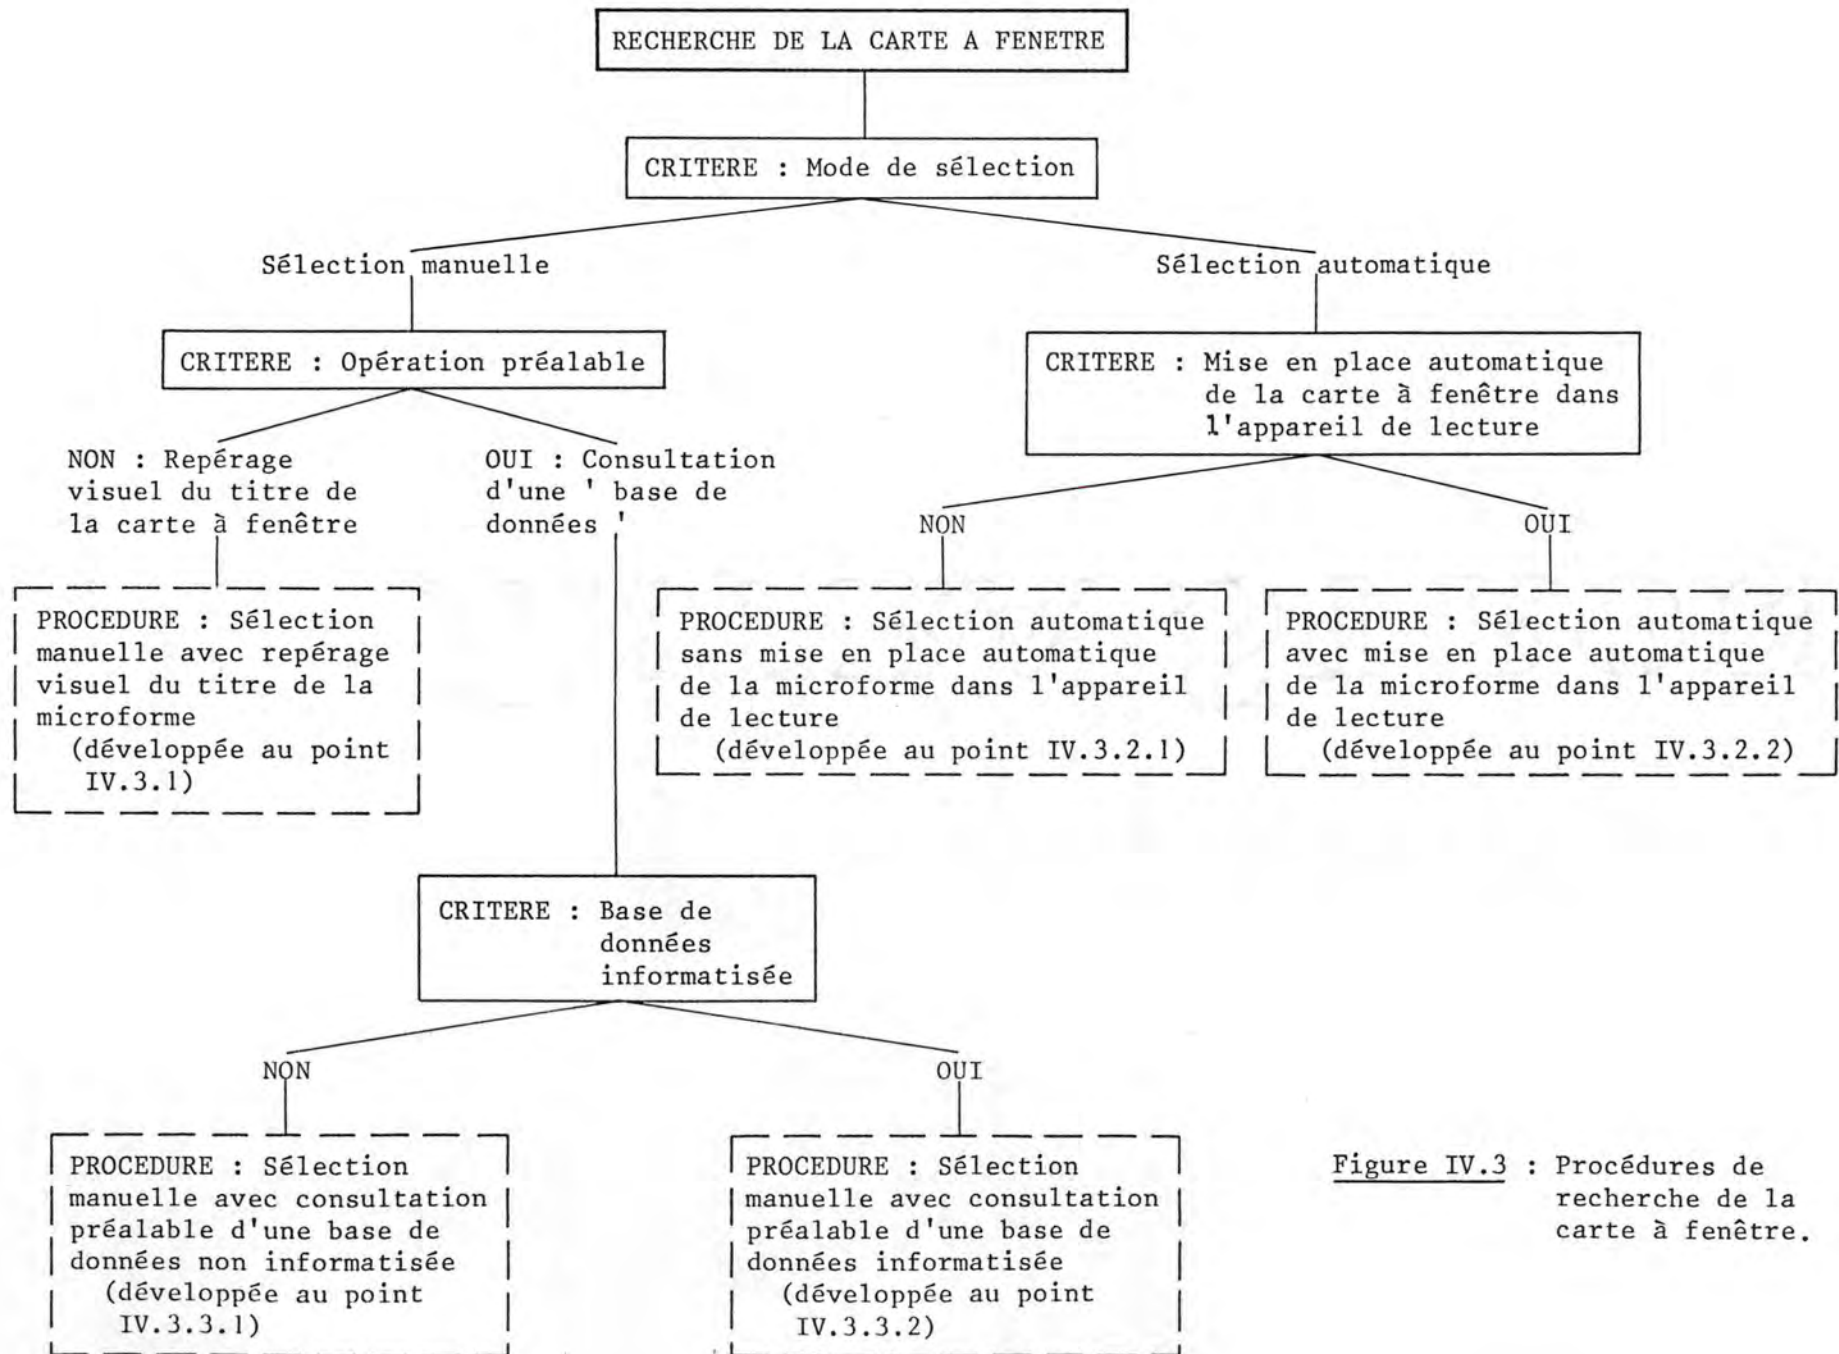 RECHERCHE DE LA CARTE A FENETRE
CRITERE : Mode de sélection
Sélection manuelle
Sélection automatique
CRITERE : Opération préalable
CRITERE : Mise en place automatique
de la carte à fenêtre dans
l'appareil de lecture
NON : Repérage
visuel du titre de
la carte à fenêtre
OUI : Consultation
d'une ' base de
données '
NON
OUI
PROCEDURE : Sélection
manuelle avec repérage
visuel du titre de la
microforme
(développée au point
IV.3.1)
PROCEDURE : Sélection automatique
sans mise en place automatique
de la microforme dans l'appareil
de lecture
(développée au point IV.3.2.1)
PROCEDURE : Sélection automatique
avec mise en place automatique
de la microforme dans l'appareil
de lecture
(développée au point IV.3.2.2)
CRITERE : Base de
données
informatisée
NON
OUI
PROCEDURE : Sélection
manuelle avec consultation
préalable d'une base de
données non informatisée
(développée au point
IV.3.3.1)
PROCEDURE : Sélection
manuelle avec consultation
préalable d'une base de
données informatisée
(développée au point
IV.3.3.2)
Figure IV.3 : Procédures de
recherche de la
carte à fenêtre.